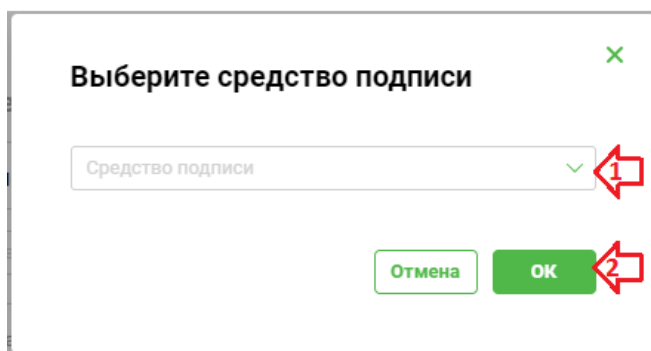 Выберите средство подписи
Средство подписи
1
Отмена
ОК
2